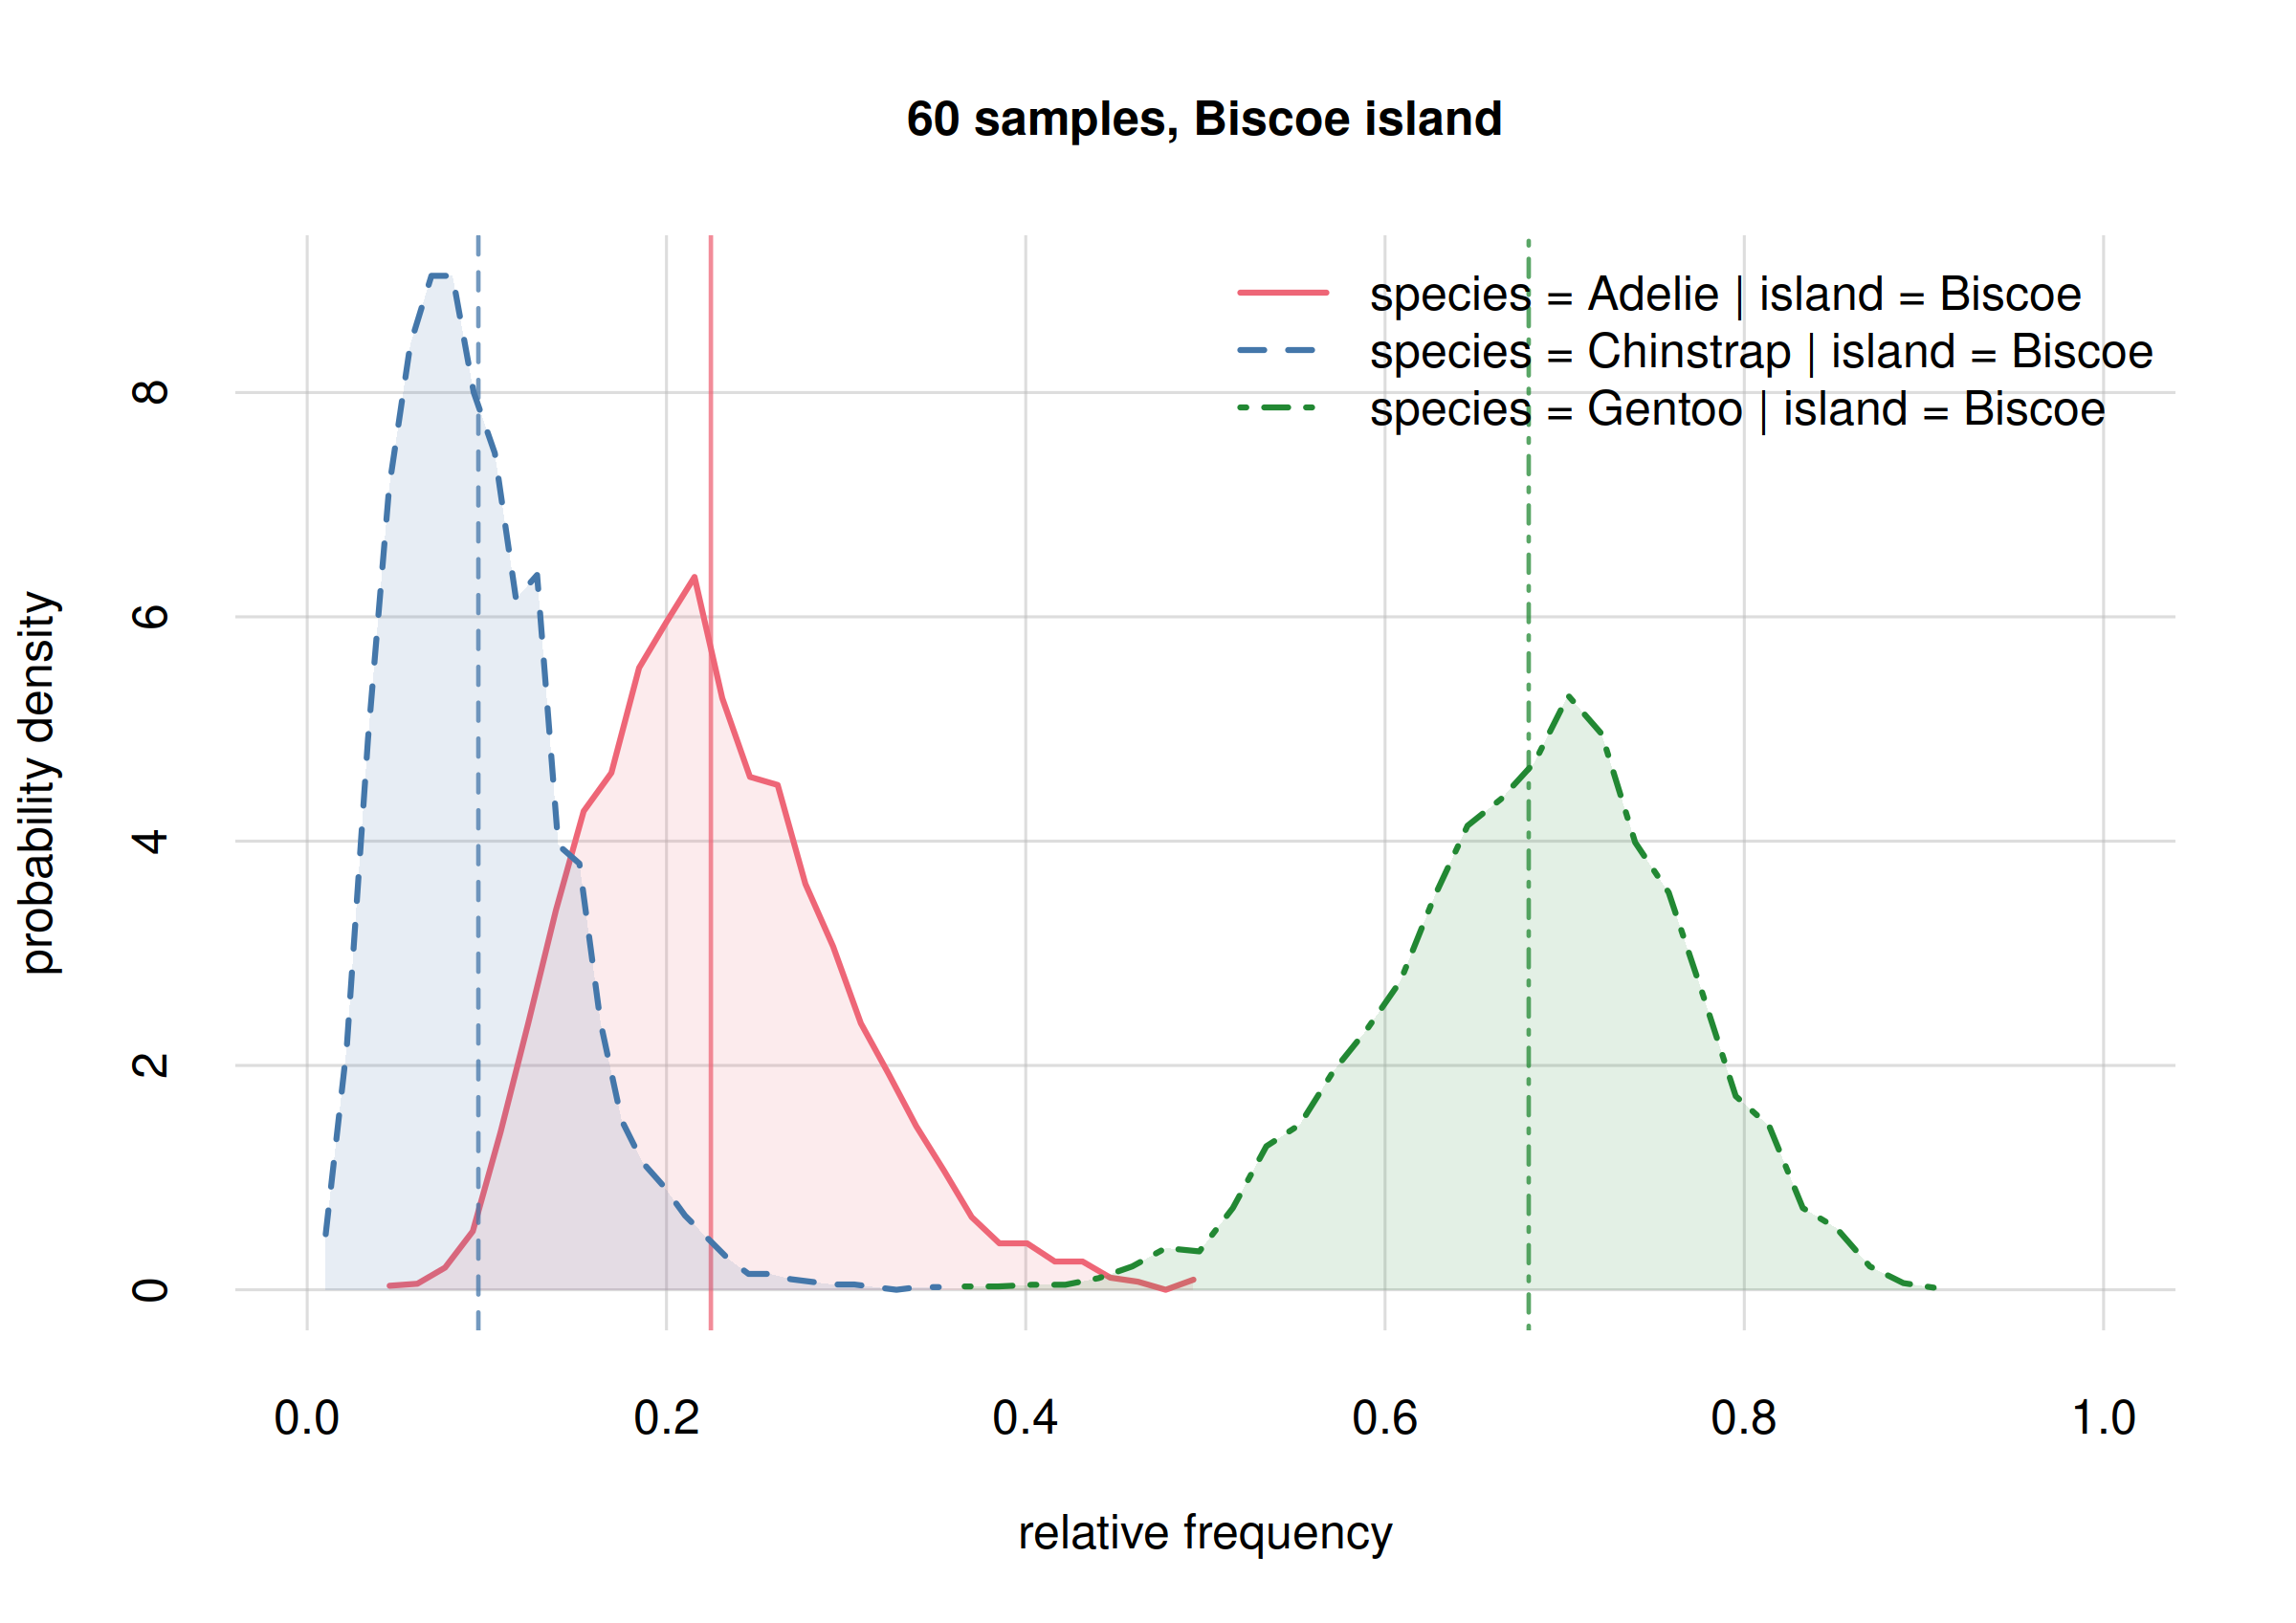 60 samples, Biscoe island
species = Adelie | island = Biscoe
species = Chinstrap | island = Biscoe
species = Gentoo | island = Biscoe
probability density
8
6
4
2
0
0.0 0.2 0.4 0.6 0.8 1.0
relative frequency